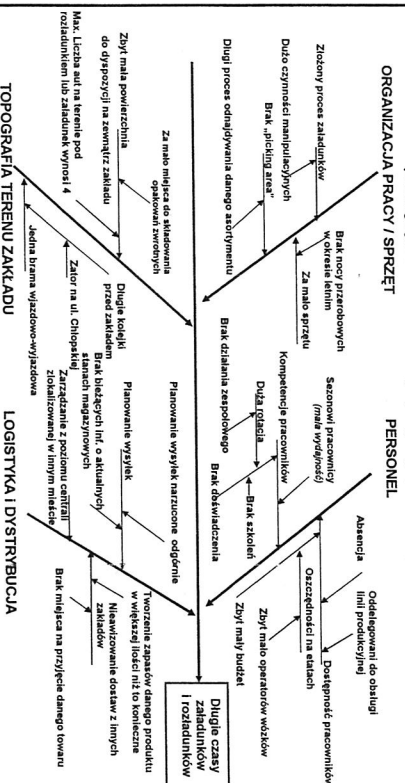 ORGANIZACJA PRACY / SPRZĘT
Złożony proces załadunków
Dużo czynności manipulacyjnych
Brak „picking area"
Długi proces odnajdywania danego asortymentu
Brak nocy przerobowych
w okresie letnim
Za mało sprzętu
PERSONEL
Sezonowi pracownicy
(mała wydajność)
Kompetencje pracowników
Duża rotacja
Brak działania zespołowego
Brak szkoleń
Brak doświadczenia
Absencja
Oddelegowani do obsługi
linii produkcyjnej
Dostępność pracowników
Oszczędności na etatach
Zbyt mało operatorów wózków
Zbyt mały budżet
Długie czasy
załadunków
i rozładunków
Za mało miejsca do składowania
opakowań zwrotnych
Zbyt mała powierzchnia
do dyspozycji na zewnątrz zakładu
Max. Liczba aut na terenie pod
rozładunkiem lub załadunek wynosi 4
Długie kolejki
przed zakładem
Zator na ul. Chłopskiej
Jedna brama wjazdowo-wyjazdowa
TOPOGRAFIA TERENU ZAKŁADU
Planowanie wysyłek narzucone odgórnie
Planowanie wysyłek
Brak bieżących inf. o aktualnych
stanach magazynowych
Zarządzanie z poziomu centrali
zlokalizowanej w innym mieście
Tworzenie zapasów danego produktu
w większej ilości niż to konieczne
Nieawizowanie dostaw z innych
zakładów
Brak miejsca na przyjęcie danego towaru
LOGISTYKA i DYSTRYBUCJA